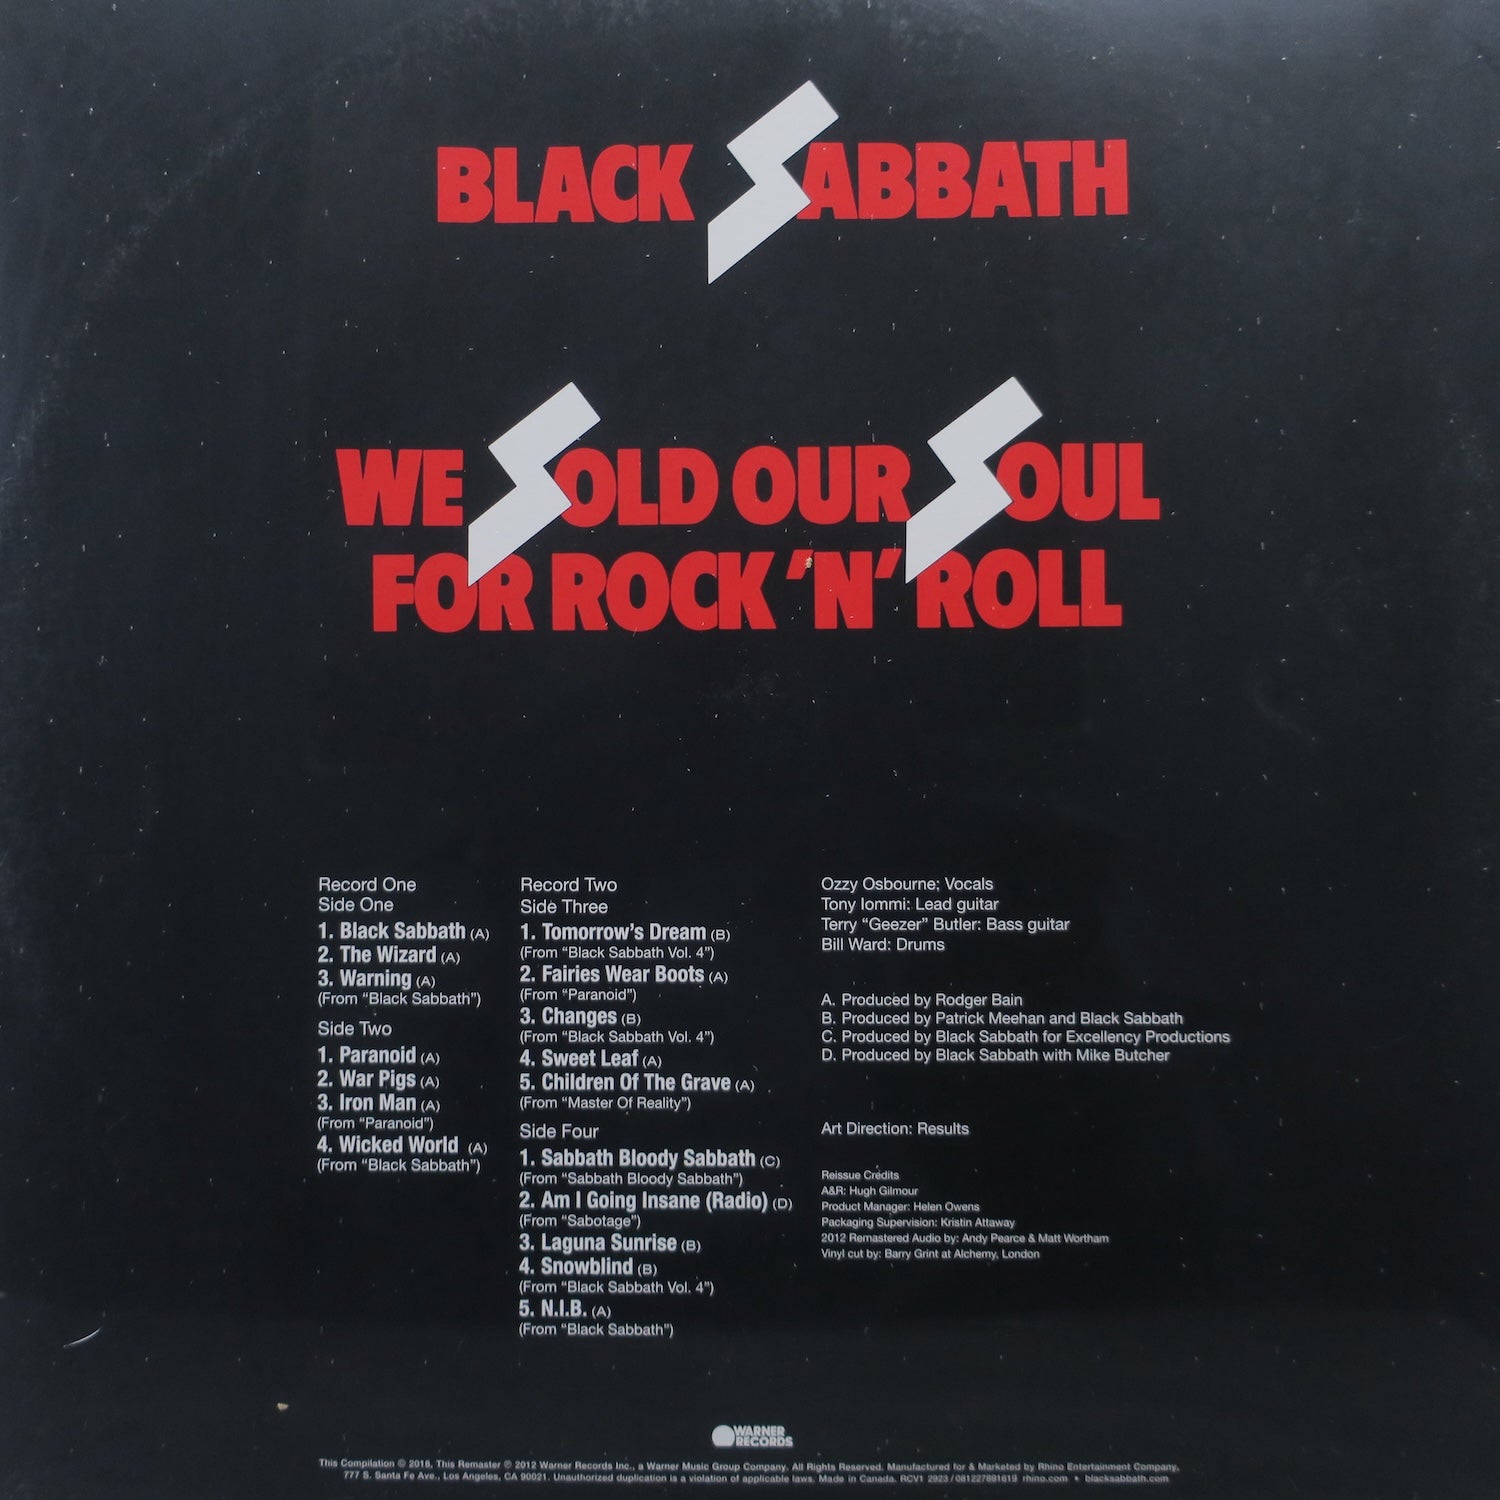 BLACK SABBATH
WE SOLD OUR SOUL
FOR ROCK 'N' ROLL
Record One
Side One
1. Black Sabbath (A)
2. The Wizard (A)
3. Warning (A)
(From “Black Sabbath”)
Side Two
1. Paranoid (A)
2. War Pigs (A)
3. Iron Man (A)
(From “Paranoid”)
4. Wicked World (A)
(From “Black Sabbath”)
Record Two
Side Three
1. Tomorrow’s Dream (B)
(From “Black Sabbath Vol. 4”)
2. Fairies Wear Boots (A)
(From “Paranoid”)
3. Changes (B)
(From “Black Sabbath Vol. 4”)
4. Sweet Leaf (A)
5. Children Of The Grave (A)
(From “Master Of Reality”)
Side Four
1. Sabbath Bloody Sabbath (C)
(From “Sabbath Bloody Sabbath”)
2. Am I Going Insane (Radio) (D)
(From “Sabotage”)
3. Laguna Sunrise (B)
4. Snowblind (B)
(From “Black Sabbath Vol. 4”)
5. N.I.B. (A)
(From “Black Sabbath”)
Ozzy Osbourne: Vocals
Tony Iommi: Lead guitar
Terry “Geezer” Butler: Bass guitar
Bill Ward: Drums
A. Produced by Rodger Bain
B. Produced by Patrick Meehan and Black Sabbath
C. Produced by Black Sabbath for Excellency Productions
D. Produced by Black Sabbath with Mike Butcher
Art Direction: Results
Reissue Credits
A&R: Hugh Gilmour
Product Manager: Helen Owens
Packaging Supervision: Kristin Attaway
2012 Remastered Audio by: Andy Pearce & Matt Wortham
Vinyl cut by: Barry Grint at Alchemy, London
WARNER
RECORDS
This Compilation © 2018, This Remaster ℗ 2012 Warner Records Inc., a Warner Music Group Company. All Rights Reserved. Manufactured for & Marketed by Rhino Entertainment Company,
777 S. Santa Fe Ave., Los Angeles, CA 90021. Unauthorized duplication is a violation of applicable laws. Made in Canada. RCV1 2923 / 081227891619 rhino.com • blacksabbath.com